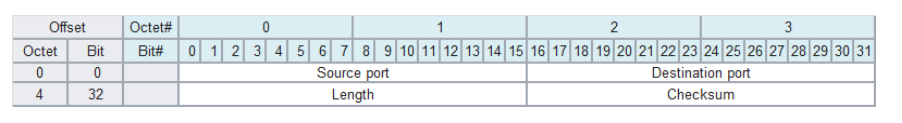 Offset Octet# 0 1 2 3
Octet Bit Bit# 0 1 2 3 4 5 6 7 8 9 10 11 12 13 14 15 16 17 18 19 20 21 22 23 24 25 26 27 28 29 30 31
0 0 Source port Destination port
4 32 Length Checksum